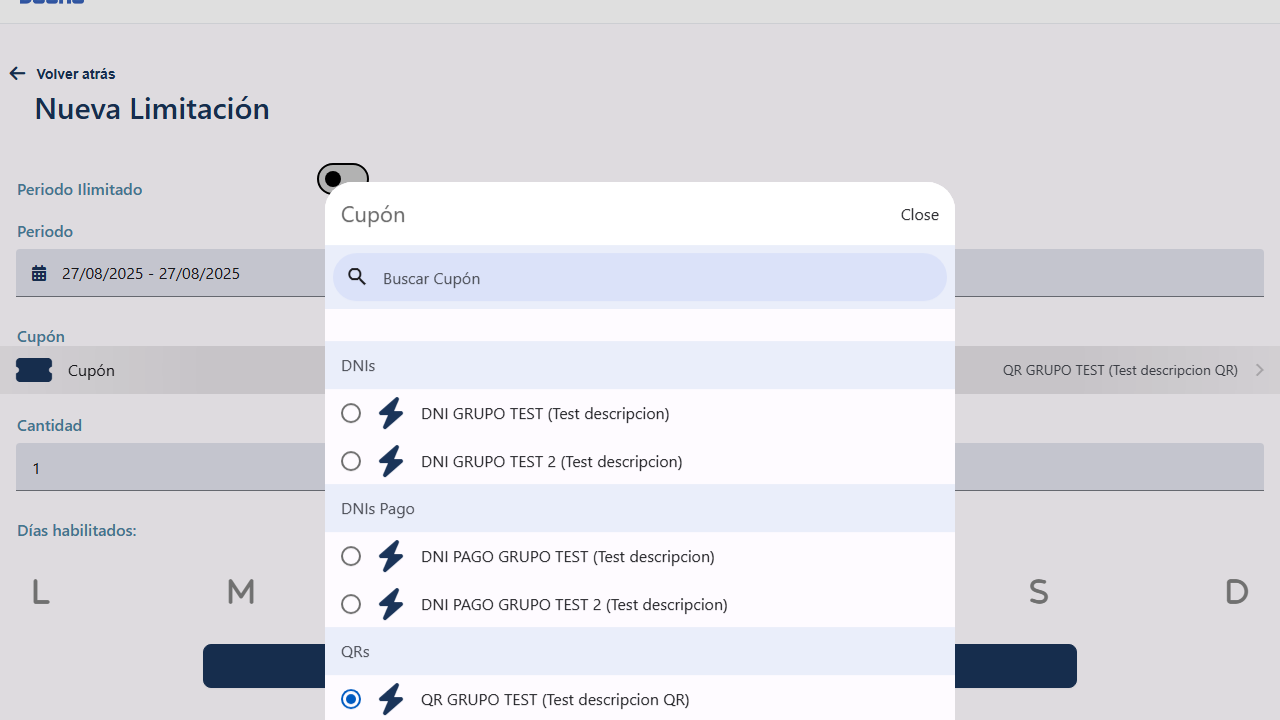 Volver atrás
Nueva Limitación
Periodo Ilimitado
Periodo
27/08/2025 - 27/08/2025
Cupón
Cupón
QR GRUPO TEST (Test descripcion QR)
Cantidad
1
Días habilitados:
L
M
S
D
Cupón
Close
Buscar Cupón
DNIs
DNI GRUPO TEST (Test descripcion)
DNI GRUPO TEST 2 (Test descripcion)
DNIs Pago
DNI PAGO GRUPO TEST (Test descripcion)
DNI PAGO GRUPO TEST 2 (Test descripcion)
QRs
QR GRUPO TEST (Test descripcion QR)